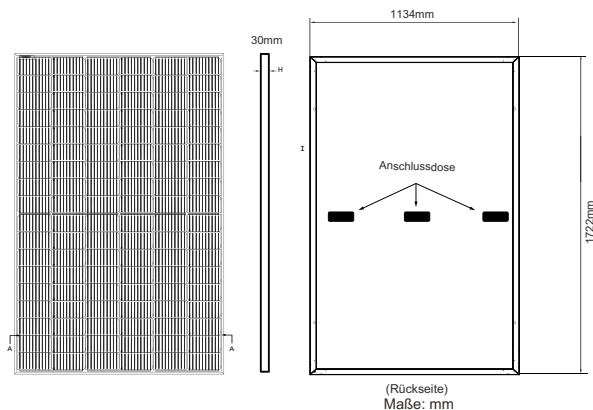 1134mm
30mm
H
I
Anschlussdose
1722mm
A
A
(Rückseite)
Maße: mm